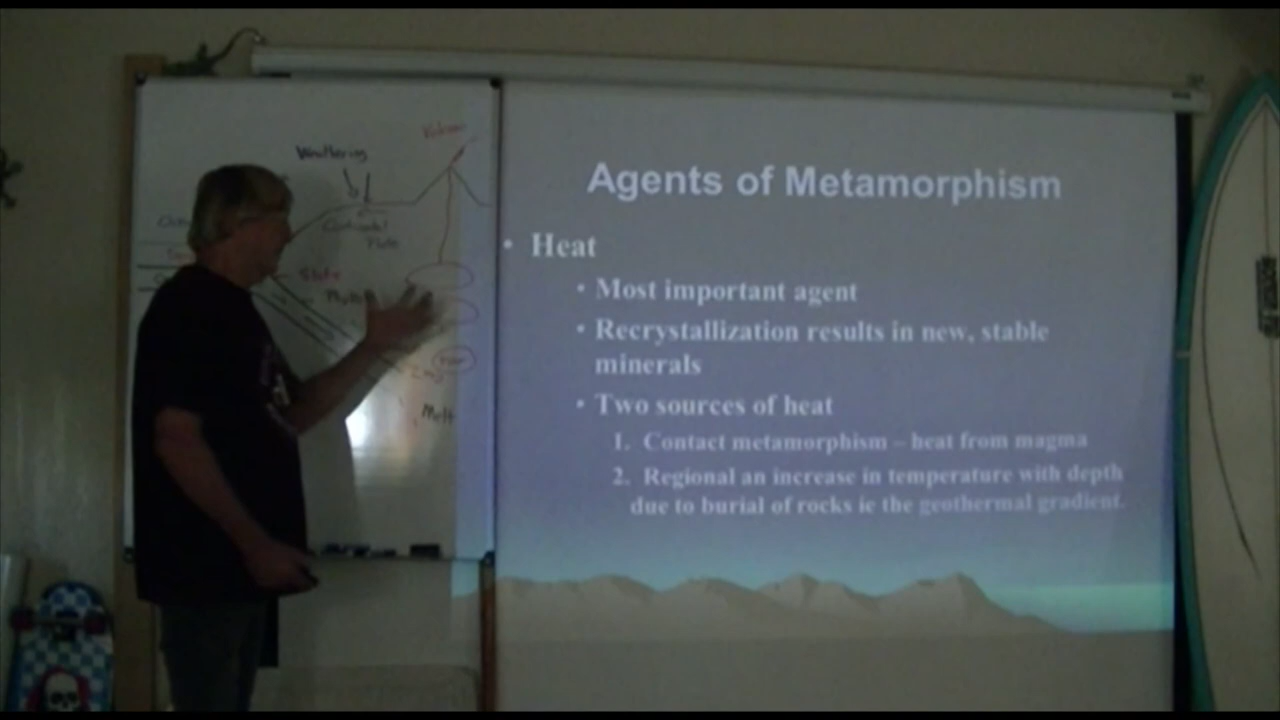 Weathering
Continental
Plate
Slate
Melt
Agents of Metamorphism
• Heat
• Most important agent
• Recrystallization results in new, stable
minerals
• Two sources of heat
1. Contact metamorphism – heat from magma
2. Regional an increase in temperature with depth
due to burial of rocks ie the geothermal gradient.